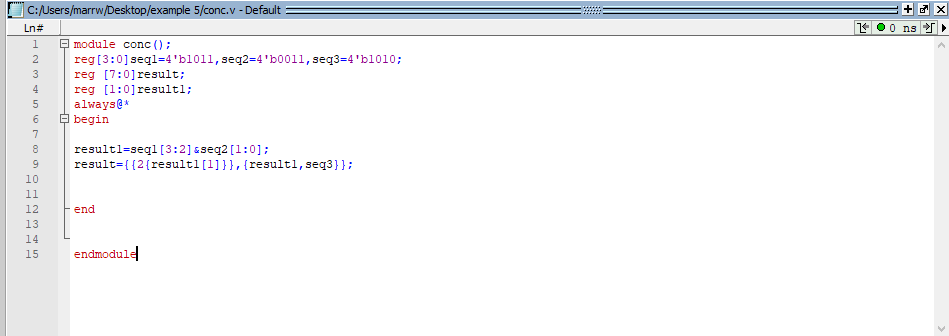 C:/Users/marrw/Desktop/example 5/conc.v - Default
Ln# 0 ns
1 module conc();
2 reg[3:0]seq1=4'b1011,seq2=4'b0011,seq3=4'b1010;
3 reg [7:0]result;
4 reg [1:0]result1;
5 always@*
6 begin
7
8 result1=seq1[3:2]&seq2[1:0];
9 result={{2{result1[1]}},{result1,seq3}};
10
11
12 end
13
14
15 endmodule